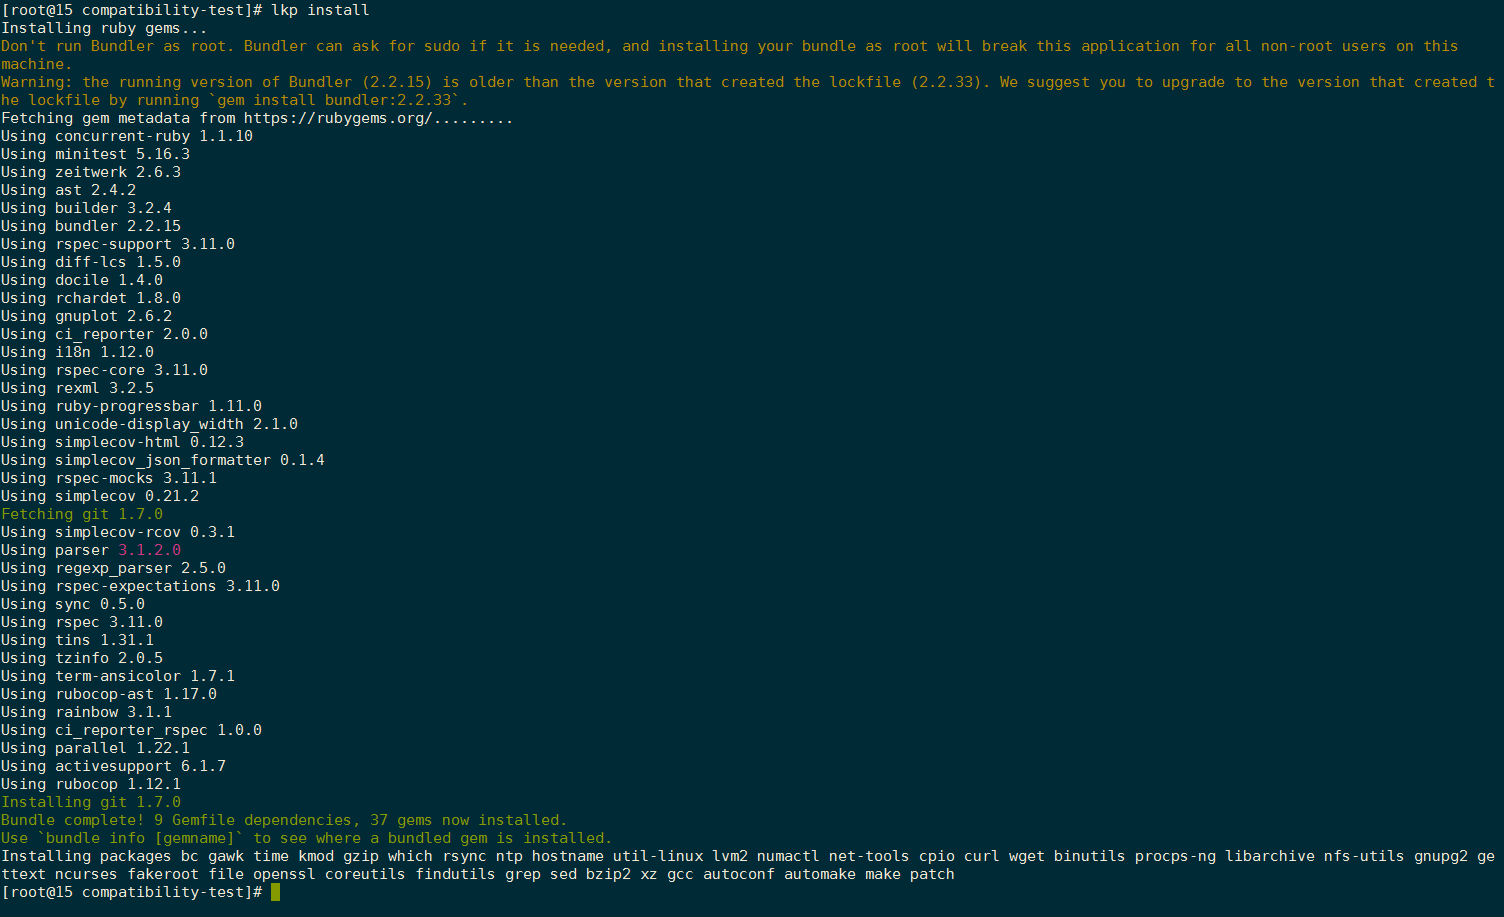 [root@15 compatibility-test]# lkp install
Installing ruby gems...
Don't run Bundler as root. Bundler can ask for sudo if it is needed, and installing your bundle as root will break this application for all non-root users on this
machine.
Warning: the running version of Bundler (2.2.15) is older than the version that created the lockfile (2.2.33). We suggest you to upgrade to the version that created t
he lockfile by running `gem install bundler:2.2.33`.
Fetching gem metadata from https://rubygems.org/.........
Using concurrent-ruby 1.1.10
Using minitest 5.16.3
Using zeitwerk 2.6.3
Using ast 2.4.2
Using builder 3.2.4
Using bundler 2.2.15
Using rspec-support 3.11.0
Using diff-lcs 1.5.0
Using docile 1.4.0
Using rchardet 1.8.0
Using gnuplot 2.6.2
Using ci_reporter 2.0.0
Using i18n 1.12.0
Using rspec-core 3.11.0
Using rexml 3.2.5
Using ruby-progressbar 1.11.0
Using unicode-display_width 2.1.0
Using simplecov-html 0.12.3
Using simplecov_json_formatter 0.1.4
Using rspec-mocks 3.11.1
Using simplecov 0.21.2
Fetching git 1.7.0
Using simplecov-rcov 0.3.1
Using parser 3.1.2.0
Using regexp_parser 2.5.0
Using rspec-expectations 3.11.0
Using sync 0.5.0
Using rspec 3.11.0
Using tins 1.31.1
Using tzinfo 2.0.5
Using term-ansicolor 1.7.1
Using rubocop-ast 1.17.0
Using rainbow 3.1.1
Using ci_reporter_rspec 1.0.0
Using parallel 1.22.1
Using activesupport 6.1.7
Using rubocop 1.12.1
Installing git 1.7.0
Bundle complete! 9 Gemfile dependencies, 37 gems now installed.
Use `bundle info [gemname]` to see where a bundled gem is installed.
Installing packages bc gawk time kmod gzip which rsync ntp hostname util-linux lvm2 numactl net-tools cpio curl wget binutils procps-ng libarchive nfs-utils gnupg2 ge
ttext ncurses fakeroot file openssl coreutils findutils grep sed bzip2 xz gcc autoconf automake make patch
[root@15 compatibility-test]#